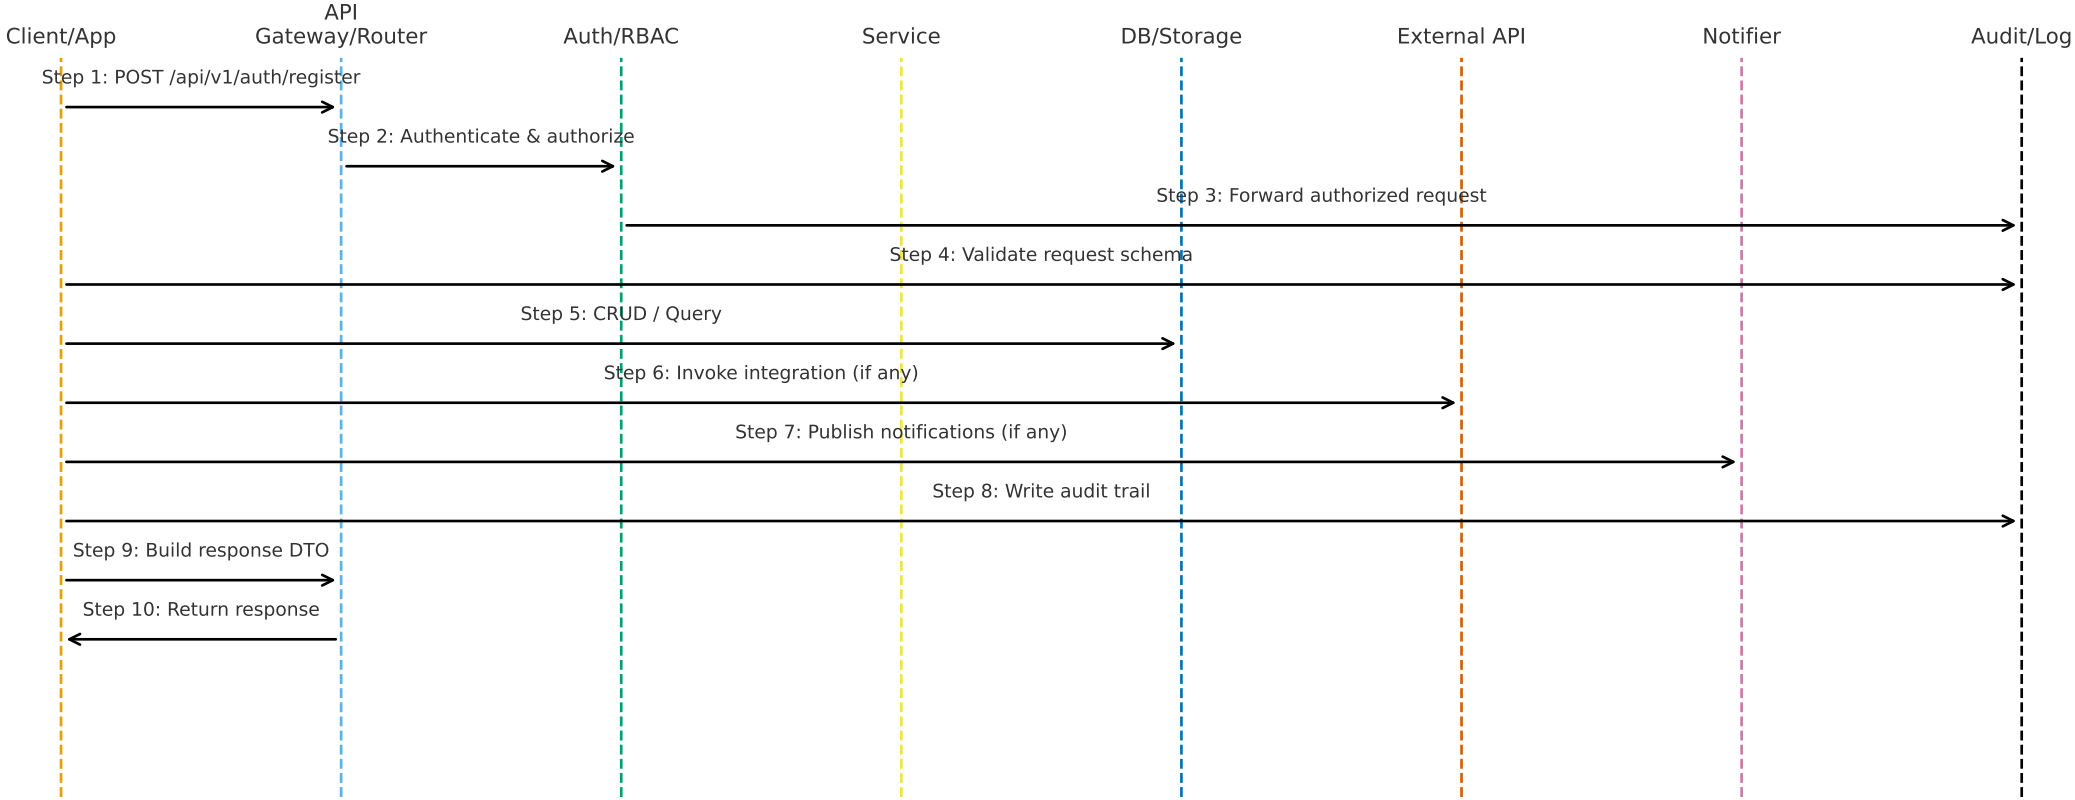 API
Client/App Gateway/Router Auth/RBAC Service DB/Storage External API Notifier Audit/Log
Step 1: POST /api/v1/auth/register
Step 2: Authenticate & authorize
Step 3: Forward authorized request
Step 4: Validate request schema
Step 5: CRUD / Query
Step 6: Invoke integration (if any)
Step 7: Publish notifications (if any)
Step 8: Write audit trail
Step 9: Build response DTO
Step 10: Return response